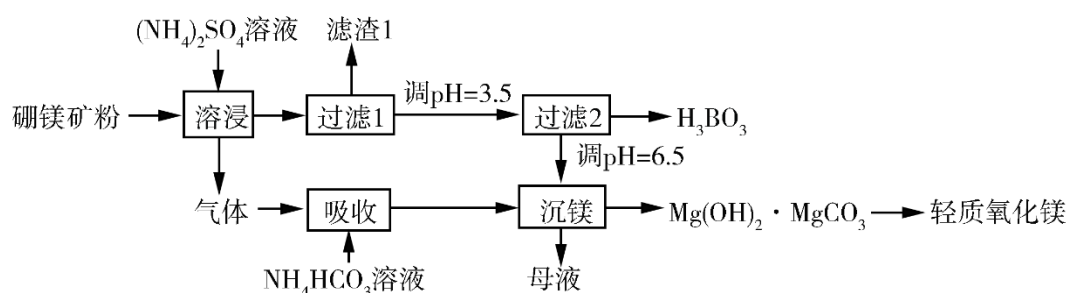 (NH₄)₂SO₄溶液
滤渣1
硼镁矿粉
溶浸
过滤1
调pH=3.5
过滤2
H₃BO₃
调pH=6.5
气体
吸收
沉镁
Mg(OH)₂·MgCO₃
轻质氧化镁
NH₄HCO₃溶液
母液